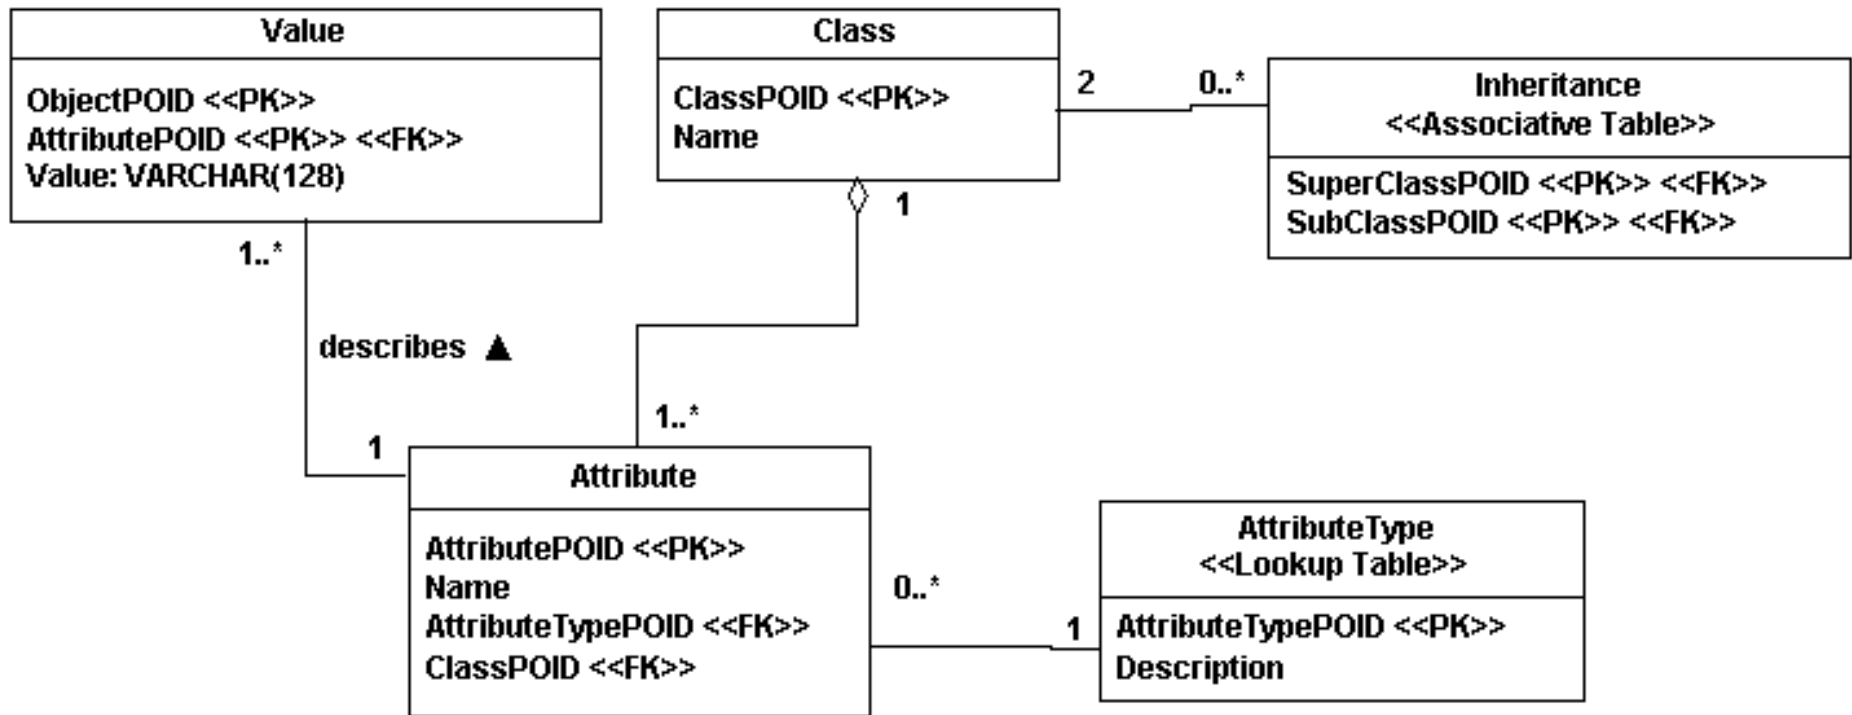 Value
ObjectPOID <<PK>>
AttributePOID <<PK>> <<FK>>
Value: VARCHAR(128)
Class
ClassPOID <<PK>>
Name
2
0..*
Inheritance
<<Associative Table>>
SuperClassPOID <<PK>> <<FK>>
SubClassPOID <<PK>> <<FK>>
1
1..*
describes ▲
1..*
1
Attribute
AttributePOID <<PK>>
Name
AttributeTypePOID <<FK>>
ClassPOID <<FK>>
0..*
1
AttributeType
<<Lookup Table>>
AttributeTypePOID <<PK>>
Description